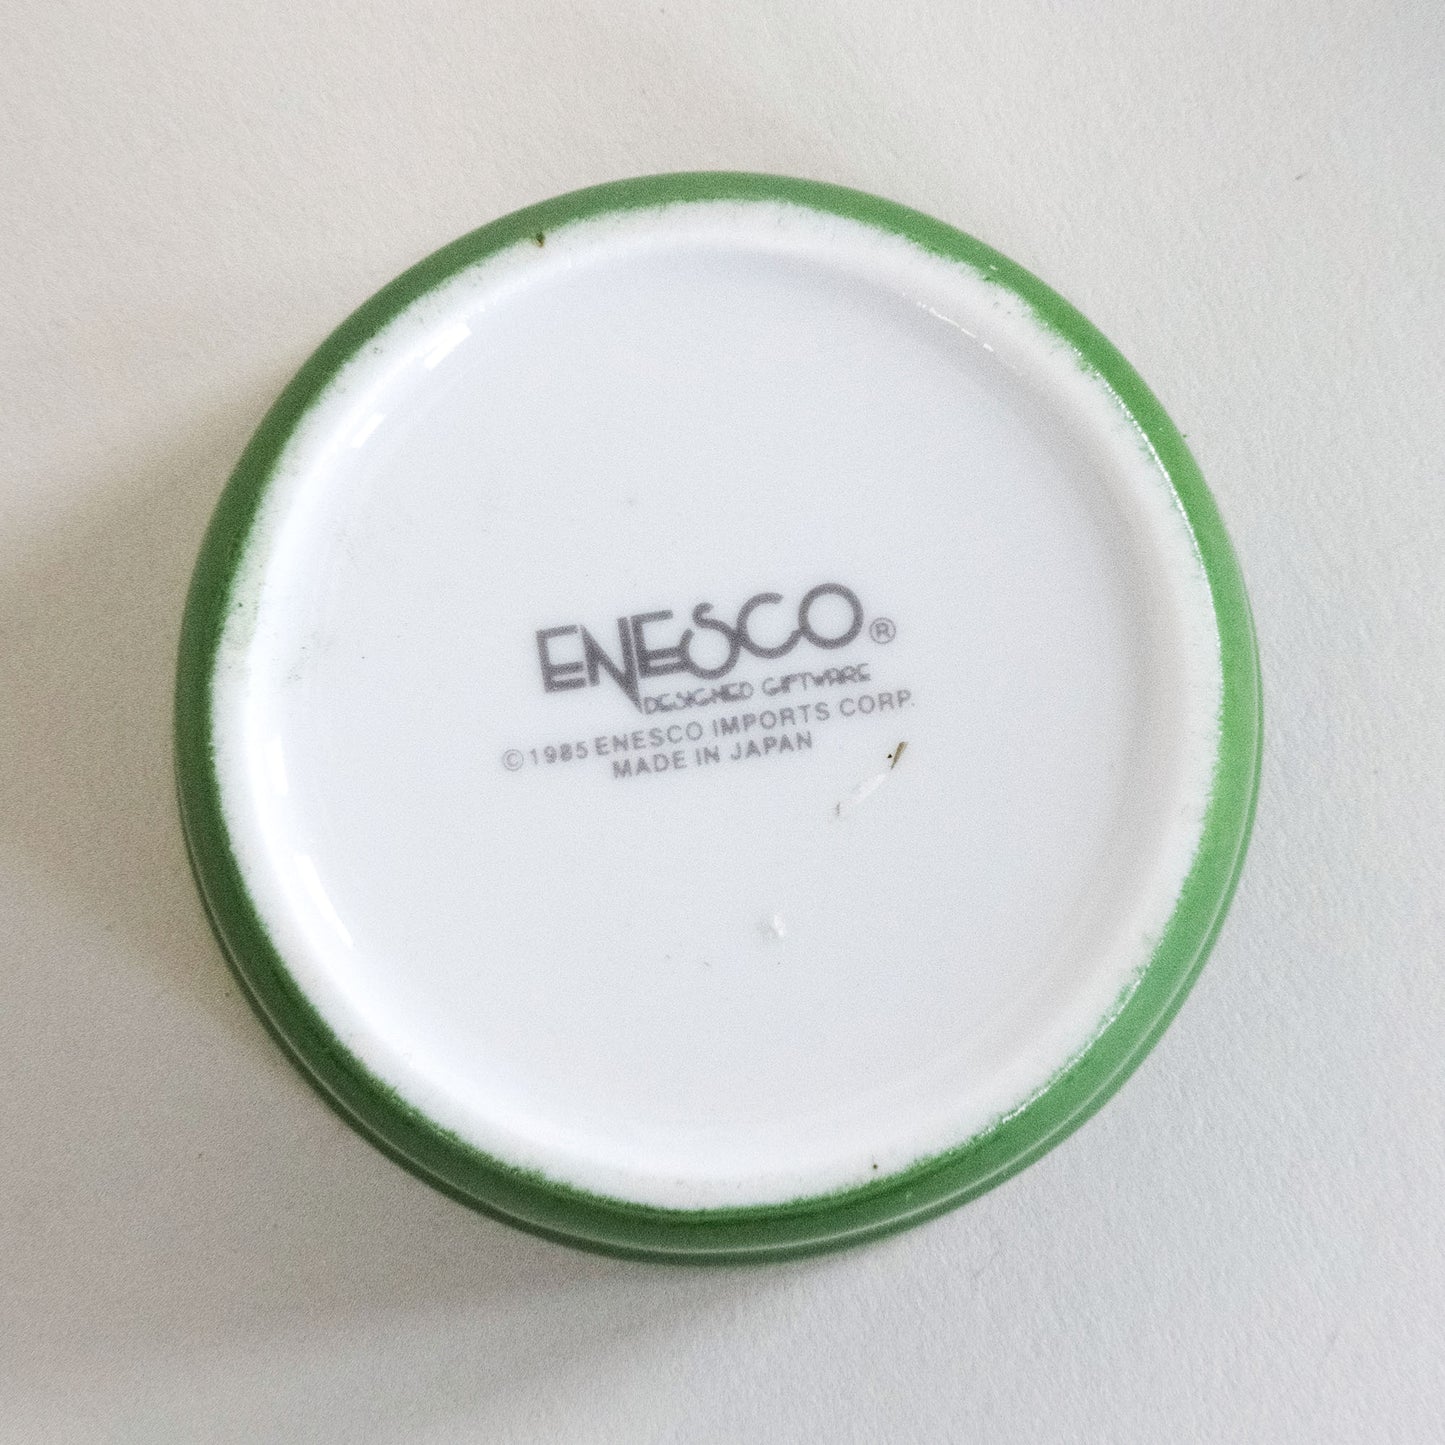 ENESCO®
DESIGNED GIFTWARE
©1985 ENESCO IMPORTS CORP.
MADE IN JAPAN